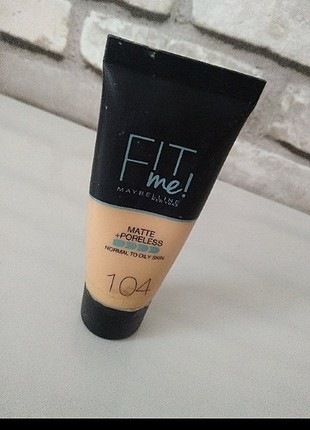 FIT
me!
MAYBELLINE
NEW YORK
MATTE
+PORELESS
NORMAL TO OILY SKIN
104